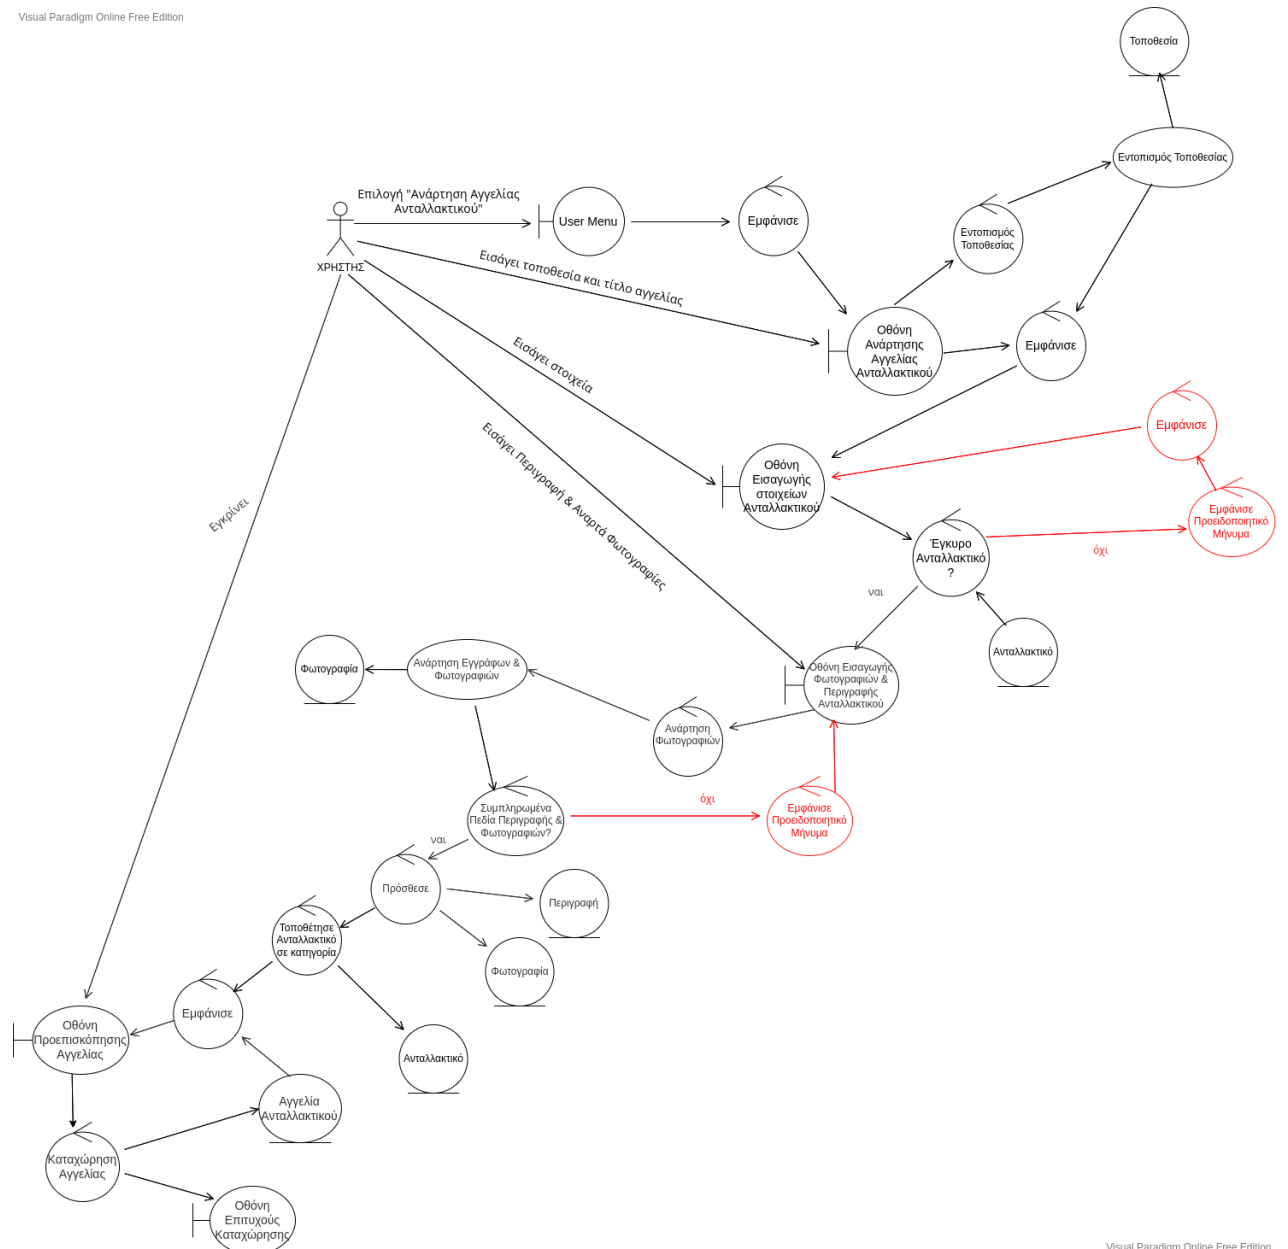 Visual Paradigm Online Free Edition
Τοποθεσία
Εντοπισμός Τοποθεσίας
Επιλογή "Ανάρτηση Αγγελίας
Ανταλλακτικού"
User Menu
Εμφάνισε
Εντοπισμός
Τοποθεσίας
ΧΡΗΣΤΗΣ
Εισάγει τοποθεσία και τίτλο αγγελίας
Οθόνη
Ανάρτησης
Αγγελίας
Ανταλλακτικού
Εμφάνισε
Εισάγει στοιχεία
Εμφάνισε
Εισάγει Περιγραφή & Αναρτά Φωτογραφίες
Οθόνη
Εισαγωγής
στοιχείων
Ανταλλακτικού
Εμφάνισε
Προειδοποιητικό
Μήνυμα
Εγκρίνει
Έγκυρο
Ανταλλακτικό
?
όχι
ναι
Ανταλλακτικό
Φωτογραφία
Ανάρτηση Εγγράφων &
Φωτογραφιών
Οθόνη Εισαγωγής
Φωτογραφιών &
Περιγραφής
Ανταλλακτικού
Ανάρτηση
Φωτογραφιών
Συμπληρωμένα
Πεδία Περιγραφής &
Φωτογραφιών?
όχι
Εμφάνισε
Προειδοποιητικό
Μήνυμα
ναι
Πρόσθεσε
Περιγραφή
Τοποθέτησε
Ανταλλακτικό
σε κατηγορία
Φωτογραφία
Εμφάνισε
Οθόνη
Προεπισκόπησης
Αγγελίας
Ανταλλακτικό
Αγγελία
Ανταλλακτικού
Καταχώρηση
Αγγελίας
Οθόνη
Επιτυχούς
Καταχώρησης
Visual Paradigm Online Free Edition